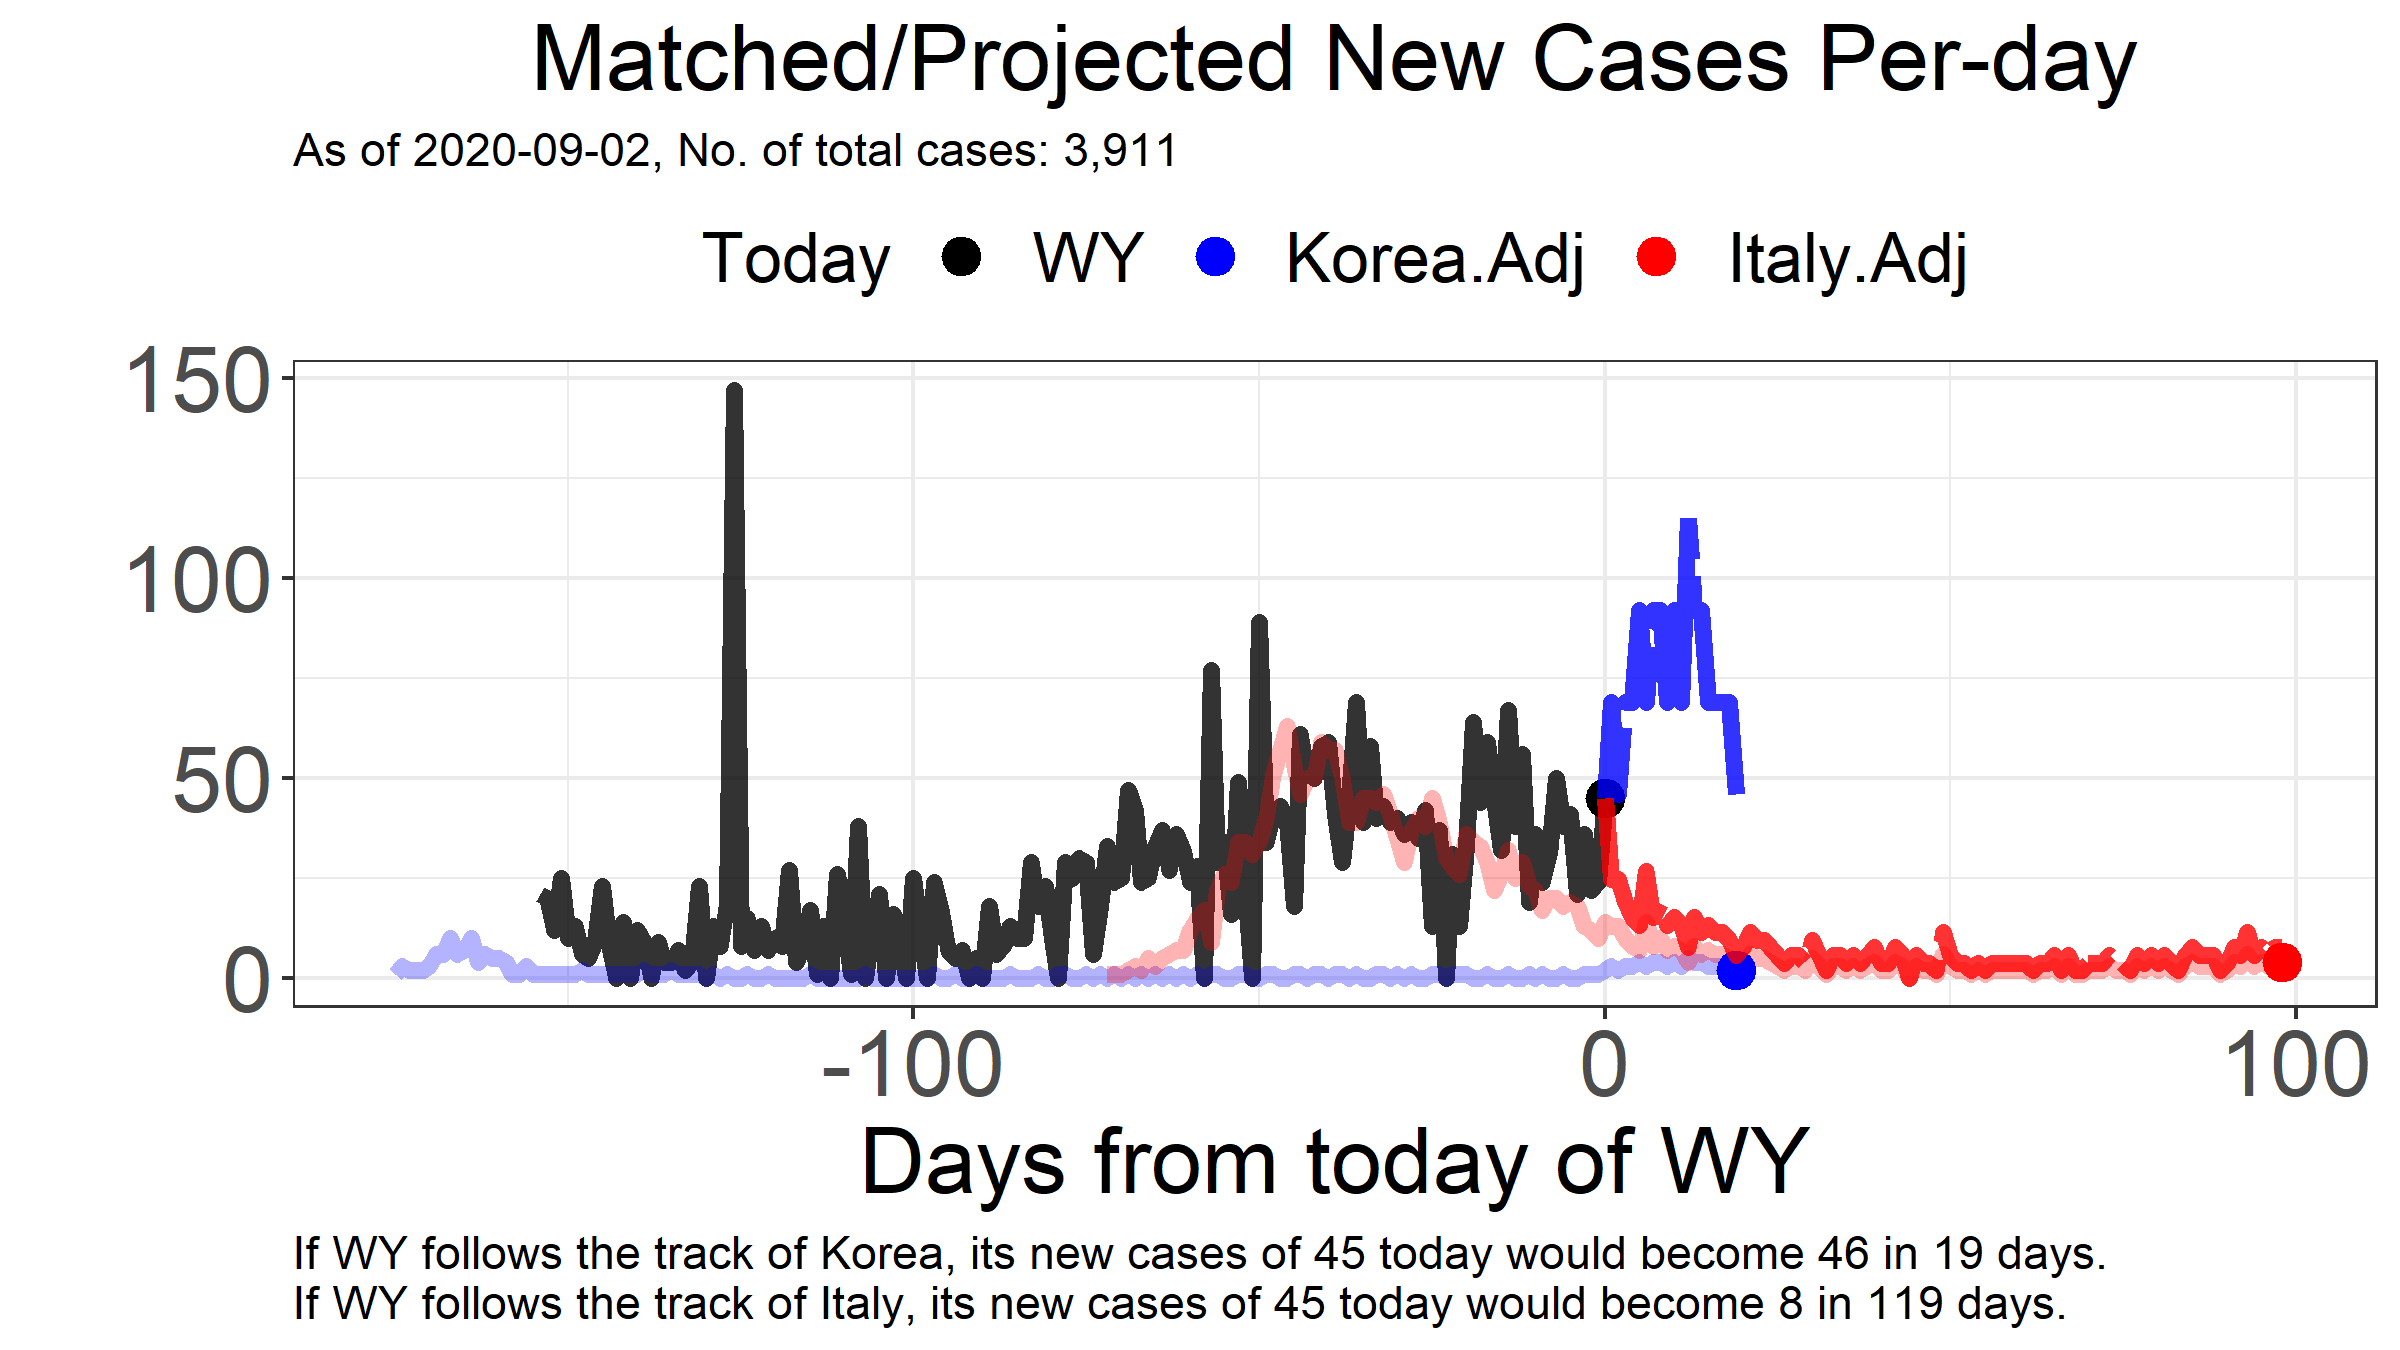 Matched/Projected New Cases Per-day
As of 2020-09-02, No. of total cases: 3,911
Today WY Korea.Adj Italy.Adj
150
100
50
0
-100 0 100
Days from today of WY
If WY follows the track of Korea, its new cases of 45 today would become 46 in 19 days.
If WY follows the track of Italy, its new cases of 45 today would become 8 in 119 days.